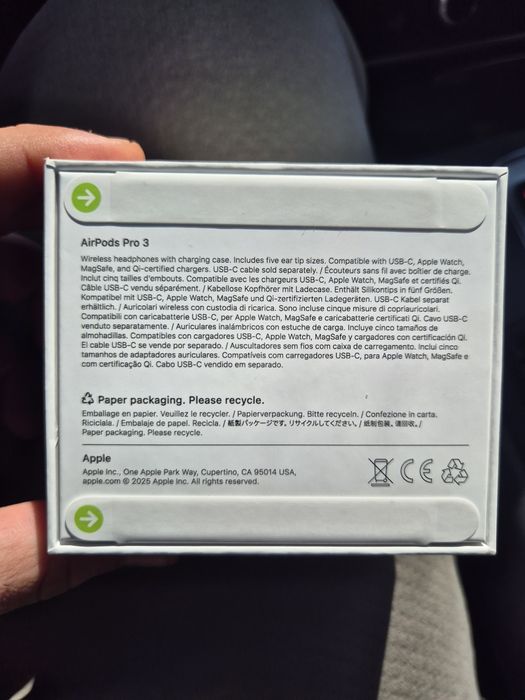 AirPods Pro 3
Wireless headphones with charging case. Includes five ear tip sizes. Compatible with USB-C, Apple Watch,
MagSafe, and Qi-certified chargers. USB-C cable sold separately. / Écouteurs sans fil avec boîtier de charge.
Inclut cinq tailles d'embouts. Compatible avec les chargeurs USB-C, Apple Watch, MagSafe et certifiés Qi.
Câble USB-C vendu séparément. / Kabellose Kopfhörer mit Ladecase. Enthält Silikontips in fünf Größen.
Kompatibel mit USB-C, Apple Watch, MagSafe und Qi-zertifizierten Ladegeräten. USB-C Kabel separat
erhältlich. / Auricolari wireless con custodia di ricarica. Sono incluse cinque misure di copriauricolari.
Compatibili con caricabatterie USB-C, per Apple Watch, MagSafe e caricabatterie certificati Qi. Cavo USB-C
venduto separatamente. / Auriculares inalámbricos con estuche de carga. Incluye cinco tamaños de
almohadillas. Compatibles con cargadores USB-C, Apple Watch, MagSafe y cargadores con certificación Qi.
El cable USB-C se vende por separado. / Auscultadores sem fios com caixa de carregamento. Inclui cinco
tamanhos de adaptadores auriculares. Compatíveis com carregadores USB-C, para Apple Watch, MagSafe e
com certificação Qi. Cabo USB-C vendido em separado.
Paper packaging. Please recycle.
Emballage en papier. Veuillez le recycler. / Papierverpackung. Bitte recyceln. / Confezione in carta.
Riciclala. / Embalaje de papel. Recicla. / 紙製パッケージです。リサイクルしてください。/ 纸制包装。请回收。/
Paper packaging. Please recycle.
Apple
Apple Inc., One Apple Park Way, Cupertino, CA 95014 USA,
apple.com © 2025 Apple Inc. All rights reserved.
CE